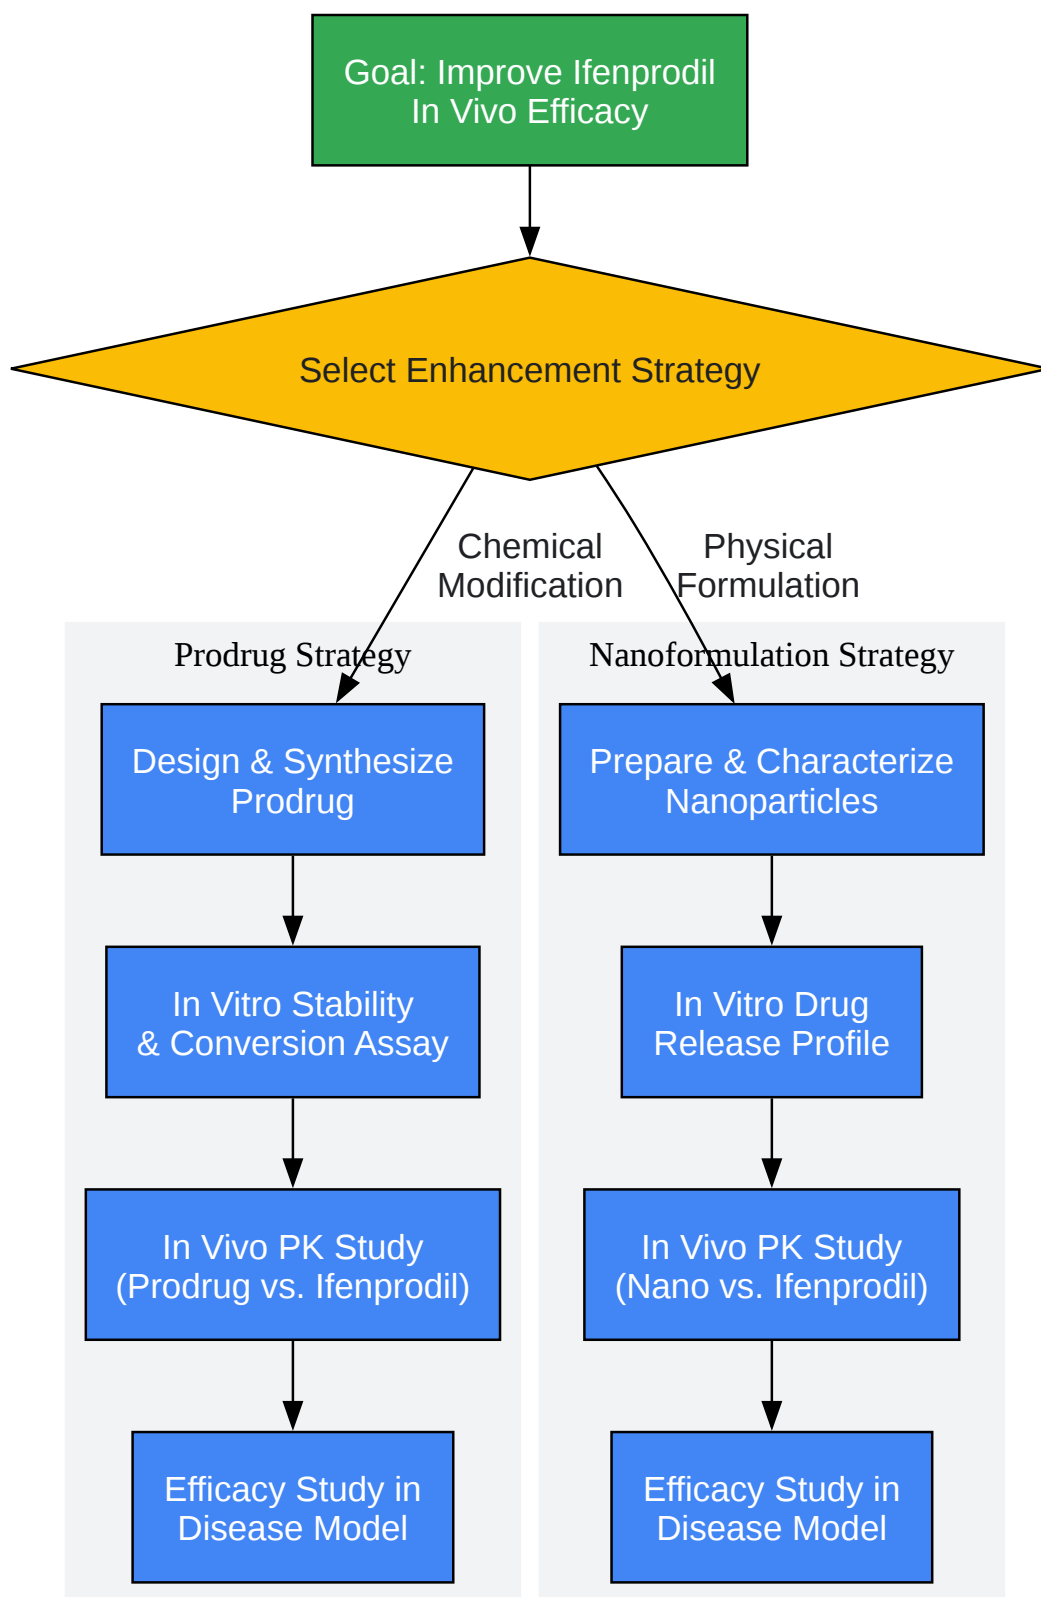 Goal: Improve Ifenprodil
In Vivo Efficacy
Select Enhancement Strategy
Chemical
Modification
Physical
Formulation
Prodrug Strategy
Design & Synthesize
Prodrug
In Vitro Stability
& Conversion Assay
In Vivo PK Study
(Prodrug vs. Ifenprodil)
Efficacy Study in
Disease Model
Nanoformulation Strategy
Prepare & Characterize
Nanoparticles
In Vitro Drug
Release Profile
In Vivo PK Study
(Nano vs. Ifenprodil)
Efficacy Study in
Disease Model